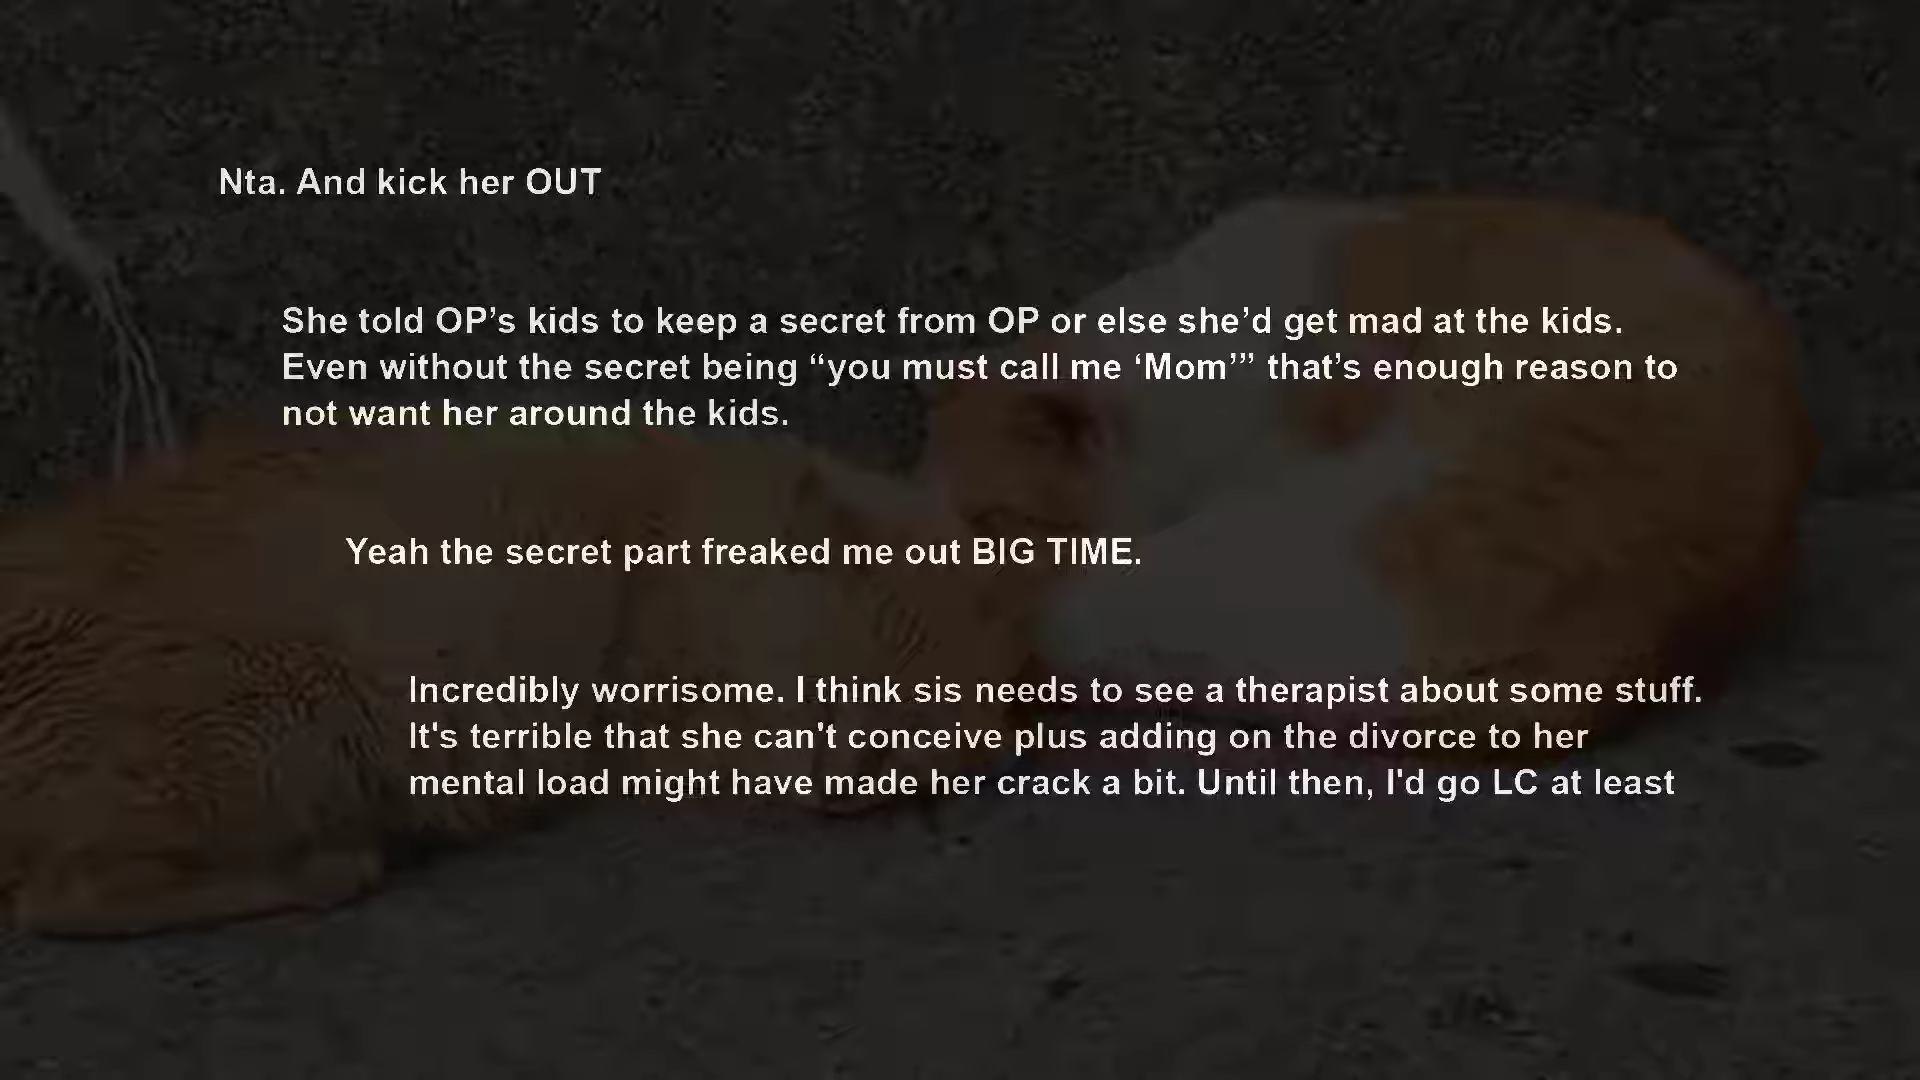 Nta. And kick her OUT
She told OP’s kids to keep a secret from OP or else she’d get mad at the kids.
Even without the secret being “you must call me ‘Mom’” that’s enough reason to
not want her around the kids.
Yeah the secret part freaked me out BIG TIME.
Incredibly worrisome. I think sis needs to see a therapist about some stuff.
It's terrible that she can't conceive plus adding on the divorce to her
mental load might have made her crack a bit. Until then, I'd go LC at least